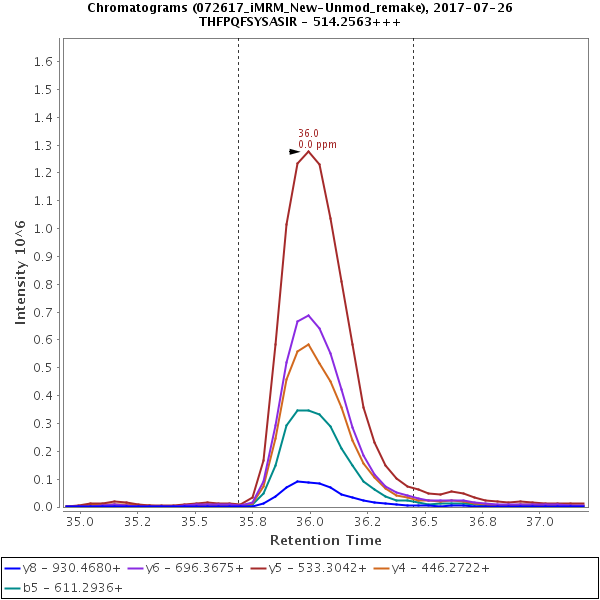 Chromatograms (072617_iMRM_New-Unmod_remake), 2017-07-26
THFPQFSYSASIR - 514.2563+++
Intensity 10^6
1.6
1.5
1.4
1.3
1.2
1.1
1.0
0.9
0.8
0.7
0.6
0.5
0.4
0.3
0.2
0.1
0.0
36.0
0.0 ppm
35.0 35.2 35.5 35.8 36.0 36.2 36.5 36.8 37.0
Retention Time
y8 - 930.4680+ y6 - 696.3675+ y5 - 533.3042+ y4 - 446.2722+
b5 - 611.2936+